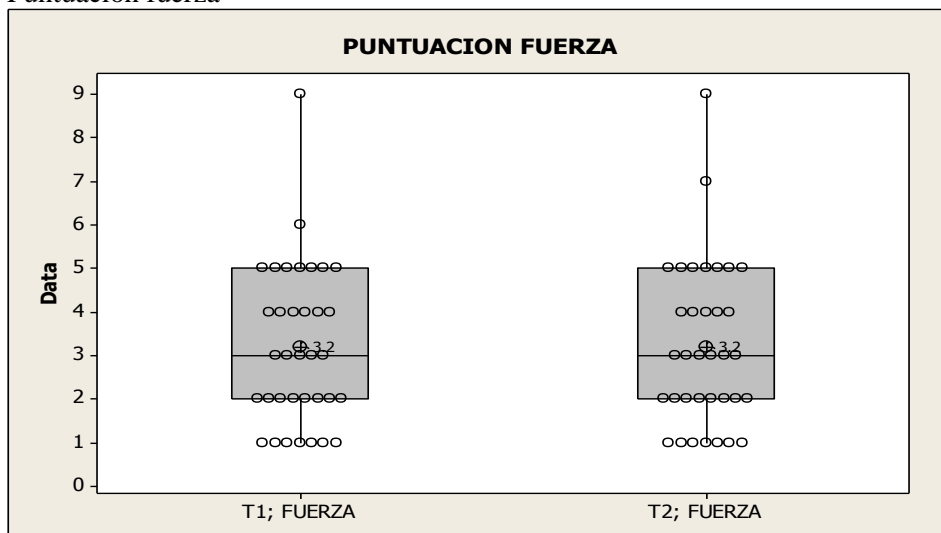 Puntuación fuerza
PUNTUACION FUERZA
9
8
7
6
5
4
3
2
1
0
Data
3,2
3,2
T1; FUERZA
T2; FUERZA